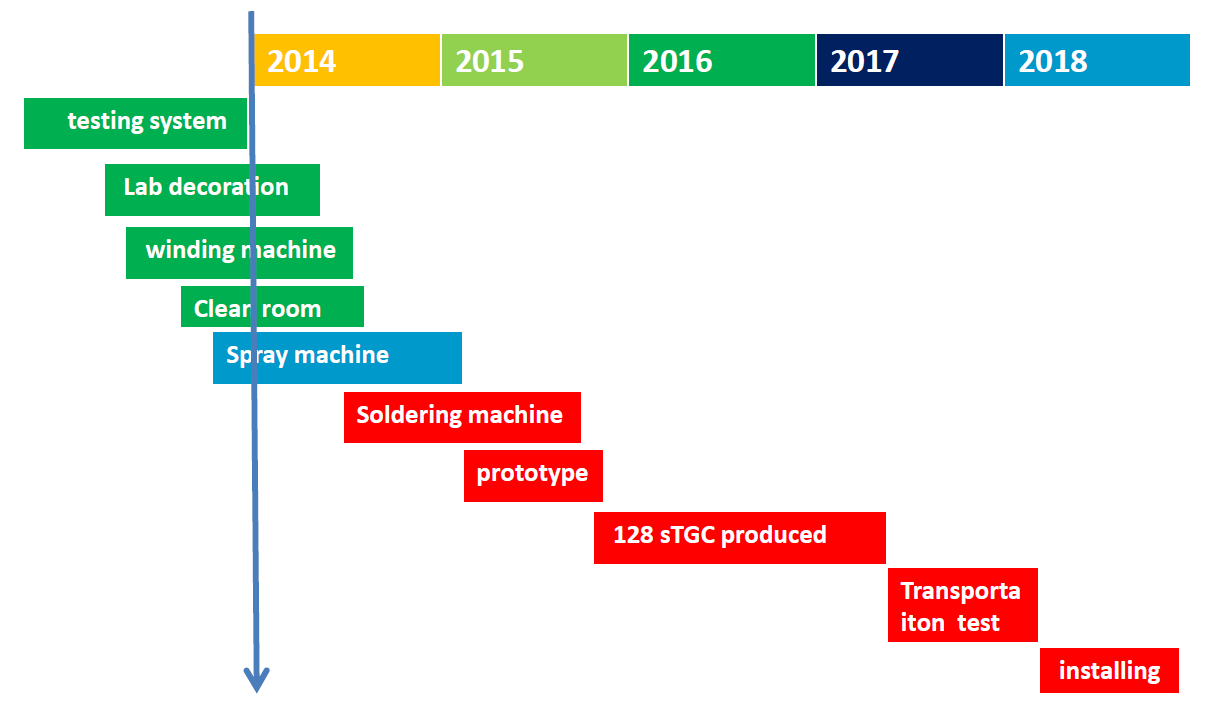 2014 2015 2016 2017 2018
testing system
Lab decoration
winding machine
Clean room
Spray machine
Soldering machine
prototype
128 sTGC produced
Transporta
iton test
installing